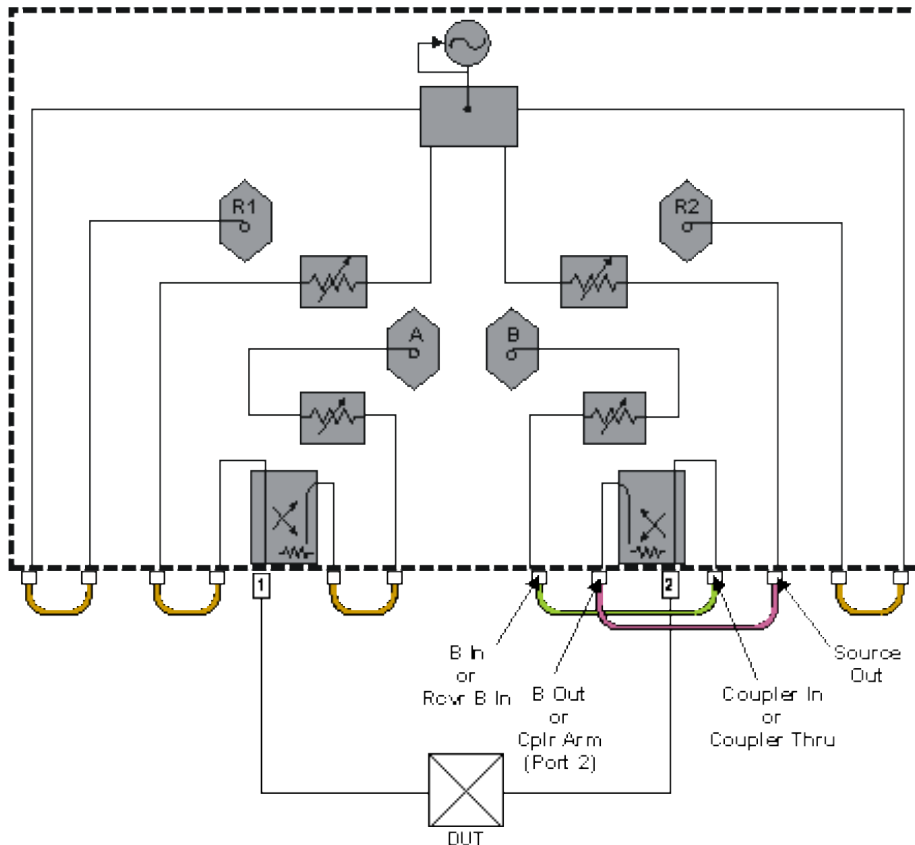 R1
R2
A
B
1
2
B In
or
Rcvr B In
B Out
or
Cplr Arm
(Port 2)
Coupler In
or
Coupler Thru
Source
Out
DUT